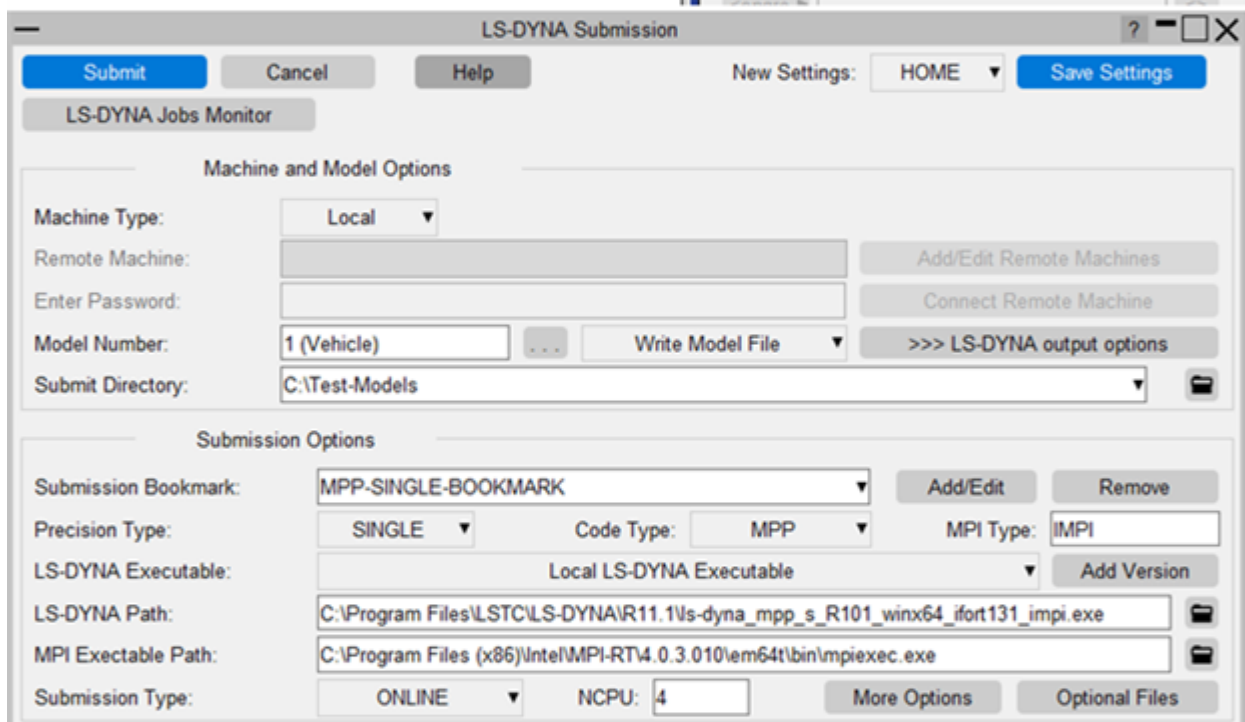 LS-DYNA Submission ?
Submit Cancel Help New Settings: HOME Save Settings
LS-DYNA Jobs Monitor
Machine and Model Options
Machine Type: Local
Remote Machine: Add/Edit Remote Machines
Enter Password: Connect Remote Machine
Model Number: 1 (Vehicle) ... Write Model File >>> LS-DYNA output options
Submit Directory: C:\Test-Models
Submission Options
Submission Bookmark: MPP-SINGLE-BOOKMARK Add/Edit Remove
Precision Type: SINGLE Code Type: MPP MPI Type: IMPI
LS-DYNA Executable: Local LS-DYNA Executable Add Version
LS-DYNA Path: C:\Program Files\LSTC\LS-DYNA\R11.1\ls-dyna_mpp_s_R101_winx64_ifort131_impi.exe
MPI Exectable Path: C:\Program Files (x86)\Intel\MPI-RT\4.0.3.010\em64t\bin\mpiexec.exe
Submission Type: ONLINE NCPU: 4 More Options Optional Files